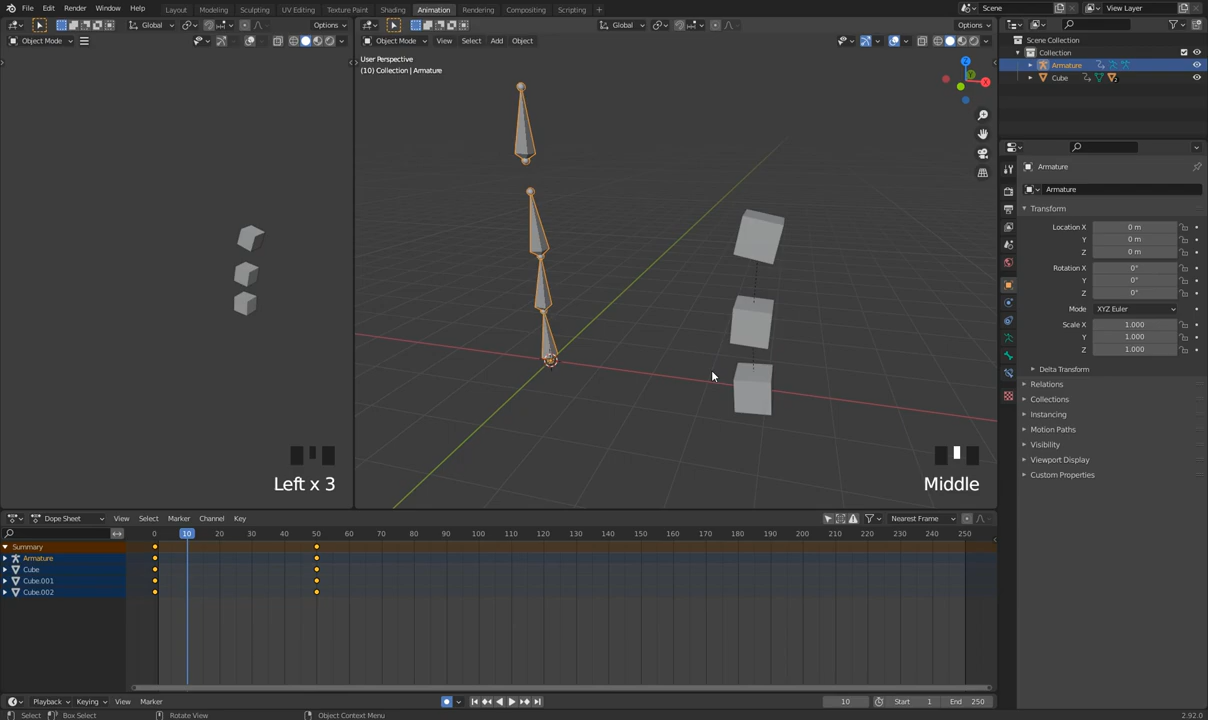 File Edit Render Window Help Layout Modeling Sculpting UV Editing Texture Paint Shading Animation Rendering Compositing Scripting + Scene View Layer
Global Options Global Options
Object Mode Object Mode View Select Add Object
User Perspective
(10) Collection | Armature
Z
Y
X
Left x 3
Middle
Scene Collection
Collection
Armature
Cube
2
Armature
Armature
Transform
Location X 0 m
Y 0 m
Z 0 m
Rotation X 0°
Y 0°
Z 0°
Mode XYZ Euler
Scale X 1.000
Y 1.000
Z 1.000
Delta Transform
Relations
Collections
Instancing
Motion Paths
Visibility
Viewport Display
Custom Properties
Dope Sheet View Select Marker Channel Key Nearest Frame
0 10 20 30 40 50 60 70 80 90 100 110 120 130 140 150 160 170 180 190 200 210 220 230 240 250
Summary
Armature
Cube
Cube.001
Cube.002
Playback Keying View Marker 10 Start 1 End 250
Select Box Select Rotate View Object Context Menu 2.92.0